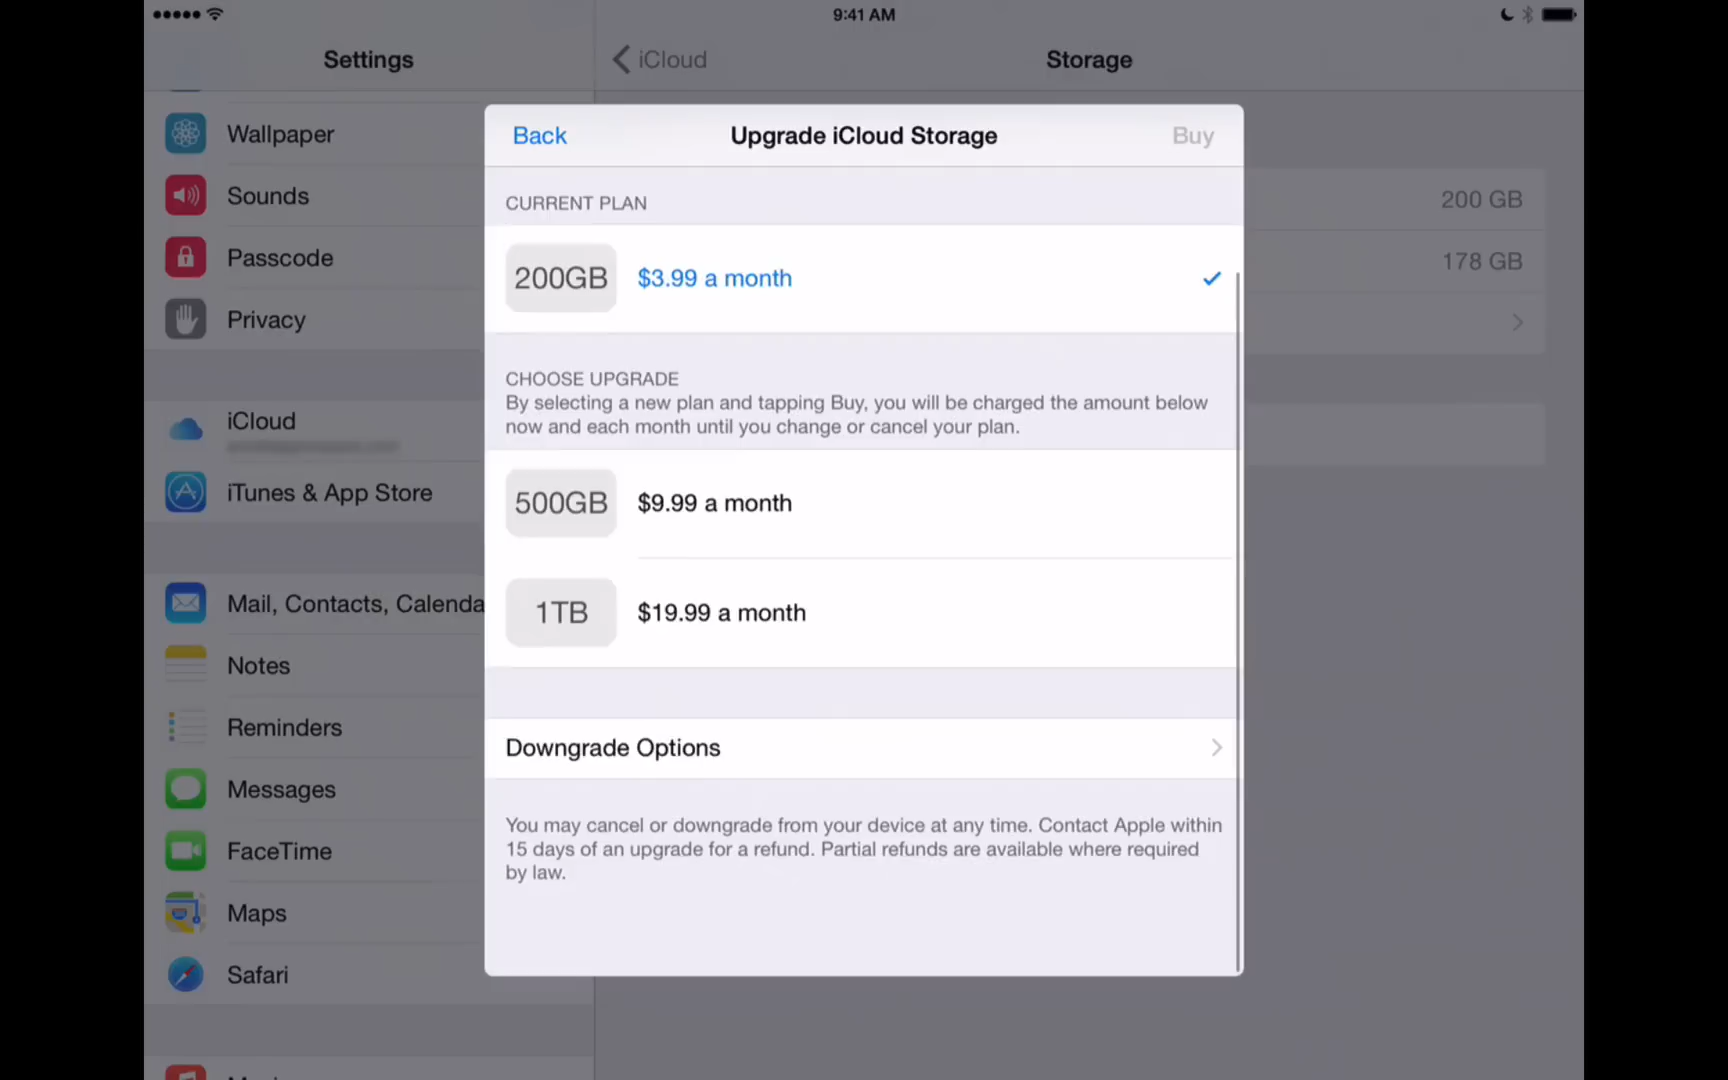 9:41 AM
Settings
iCloud
Storage
Wallpaper
Sounds
Passcode
Privacy
iCloud
iTunes & App Store
Mail, Contacts, Calenda
Notes
Reminders
Messages
FaceTime
Maps
Safari
200 GB
178 GB
Back
Upgrade iCloud Storage
Buy
CURRENT PLAN
200GB
$3.99 a month
CHOOSE UPGRADE
By selecting a new plan and tapping Buy, you will be charged the amount below
now and each month until you change or cancel your plan.
500GB
$9.99 a month
1TB
$19.99 a month
Downgrade Options
You may cancel or downgrade from your device at any time. Contact Apple within
15 days of an upgrade for a refund. Partial refunds are available where required
by law.